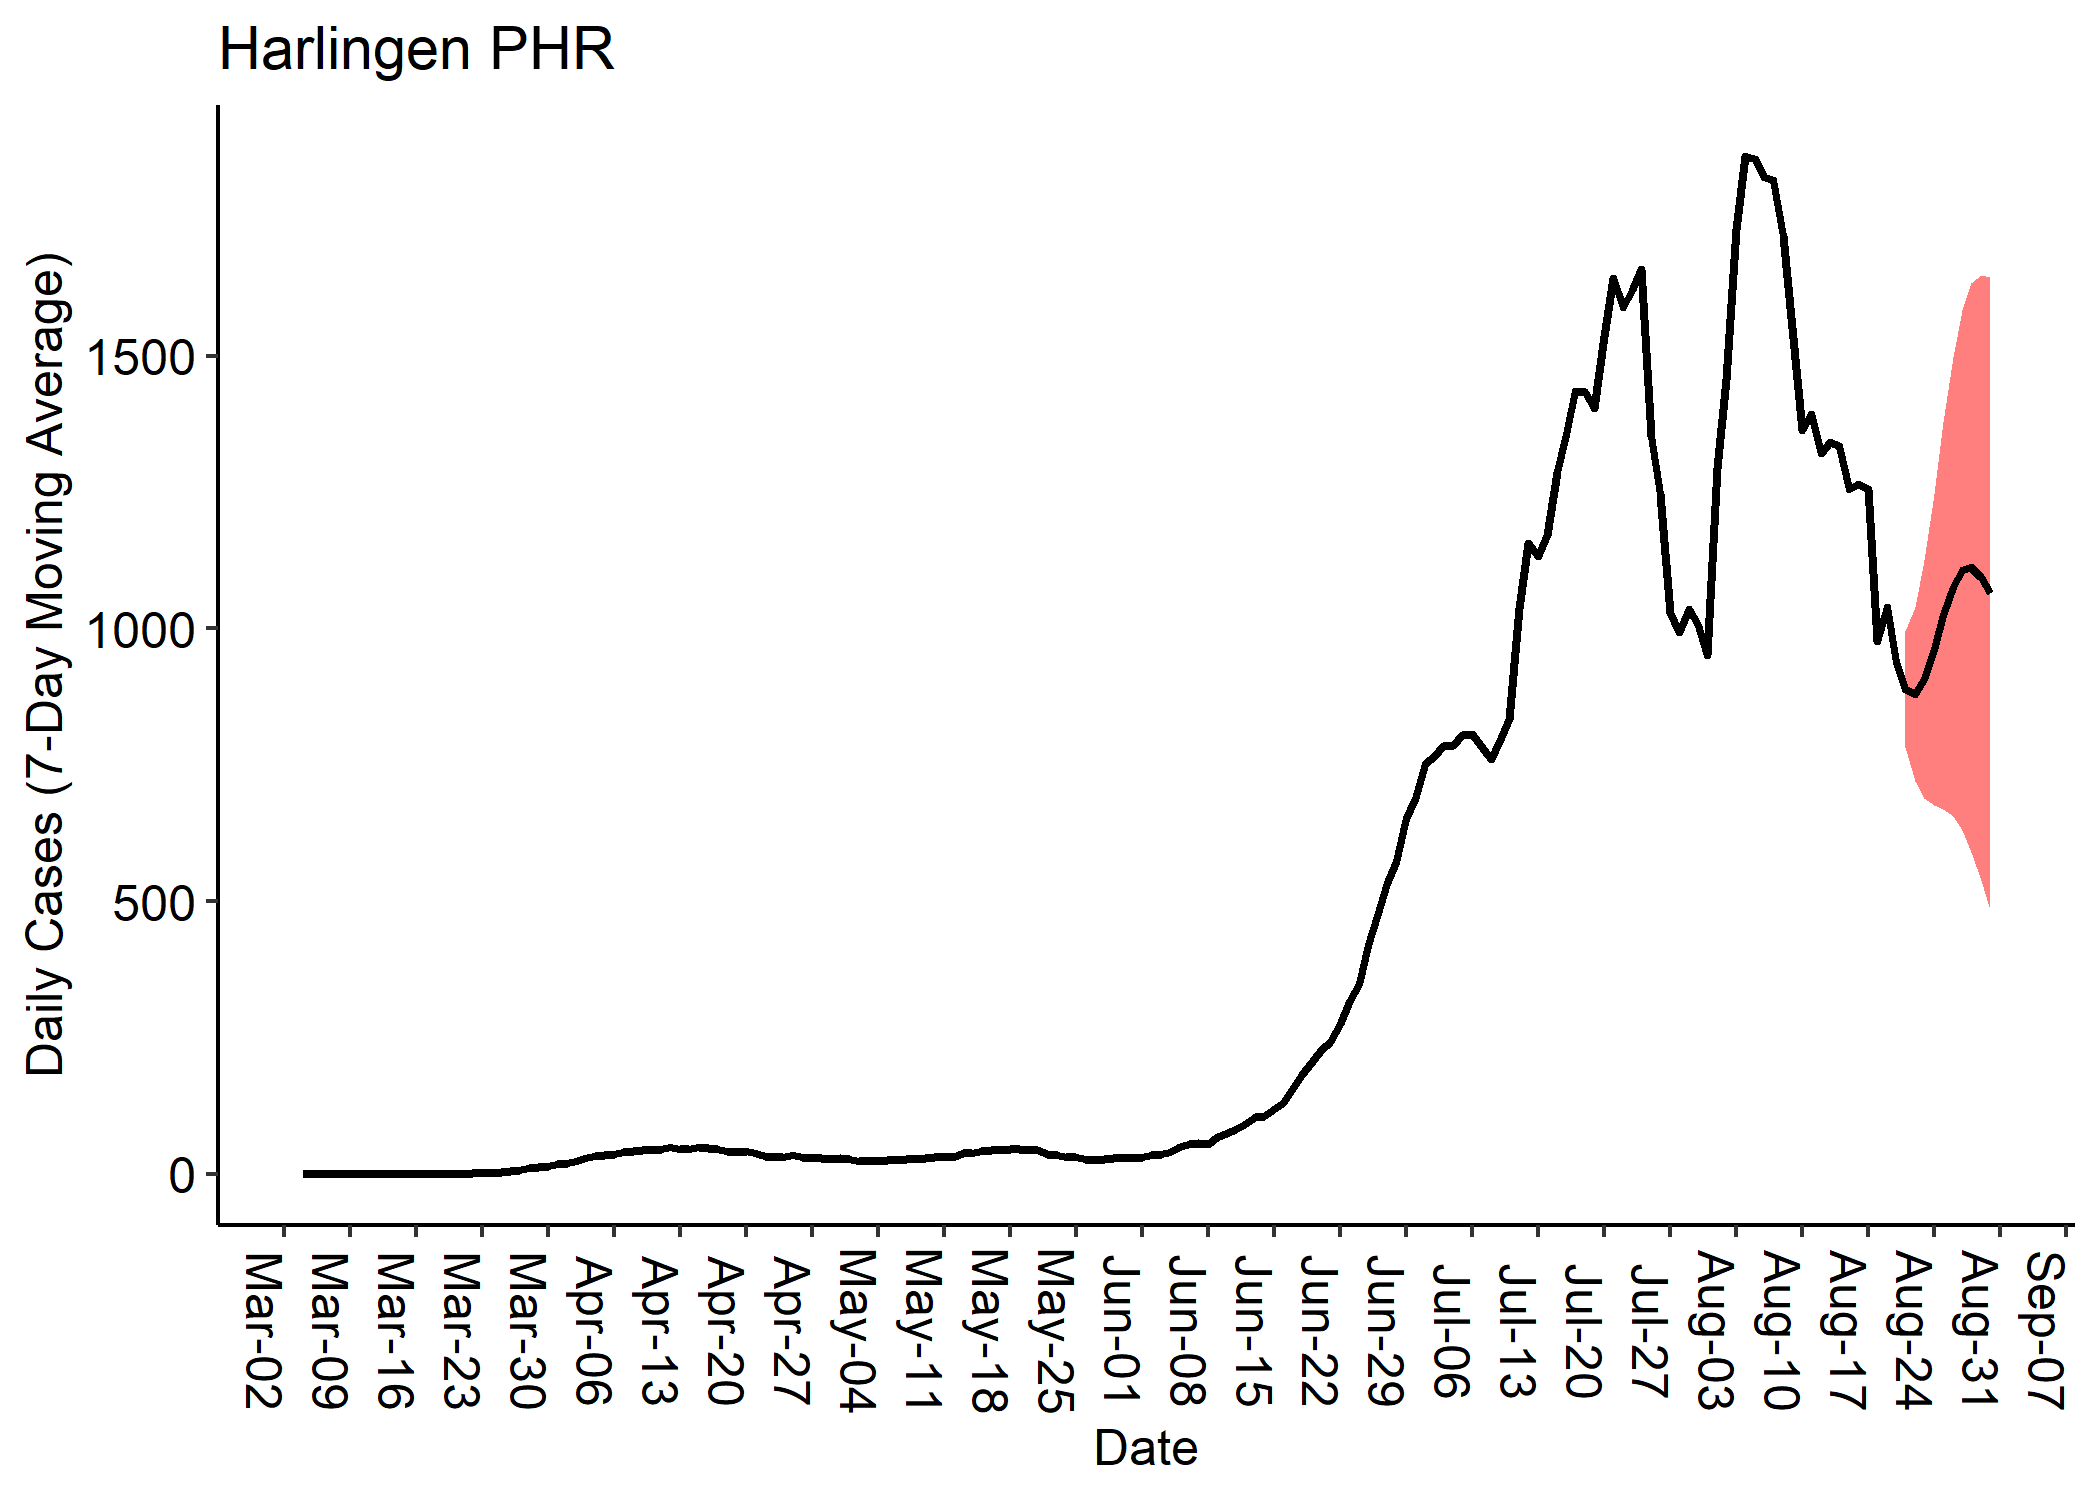 Harlingen PHR
Daily Cases (7-Day Moving Average)
1500
1000
500
0
Mar-02
Mar-09
Mar-16
Mar-23
Mar-30
Apr-06
Apr-13
Apr-20
Apr-27
May-04
May-11
May-18
May-25
Jun-01
Jun-08
Jun-15
Jun-22
Jun-29
Jul-06
Jul-13
Jul-20
Jul-27
Aug-03
Aug-10
Aug-17
Aug-24
Aug-31
Sep-07
Date